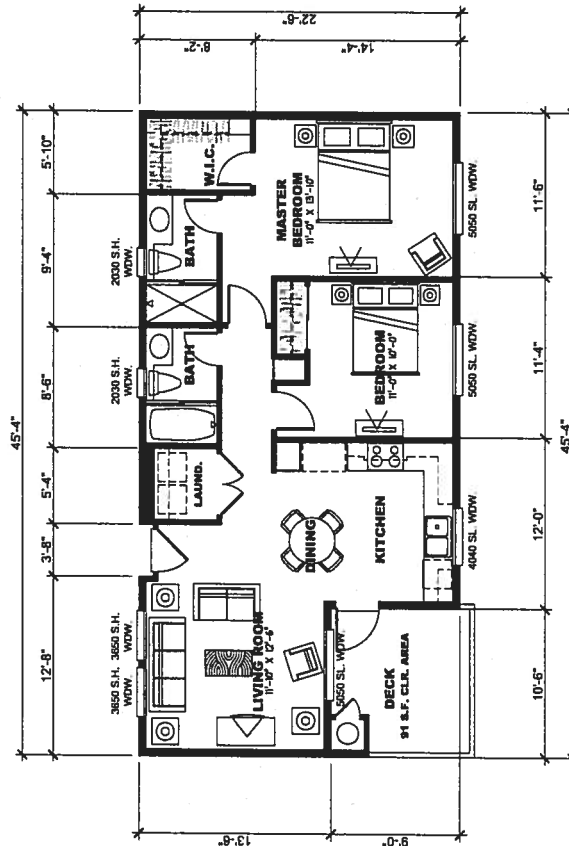 22'-6"
8'-2"
14'-4"
45'-4"
5'-10"
9'-4"
8'-6"
5'-4"
3'-8"
12'-8"
2030 S.H.
WDW.
2030 S.H.
WDW.
3650 S.H.
WDW.
3650 S.H.
WDW.
W.I.C.
BATH
BATH
LAUND.
MASTER
BEDROOM
11'-0" X 13'-10"
BEDROOM
11'-0" X 10'-0"
DINING
KITCHEN
LIVING ROOM
11'-10" X 12'-6"
DECK
91 S.F. CLR. AREA
5050 SL. WDW.
5050 SL. WDW.
4040 SL. WDW.
5050 SL. WDW.
11'-6"
11'-4"
12'-0"
10'-6"
45'-4"
13'-6"
9'-0"